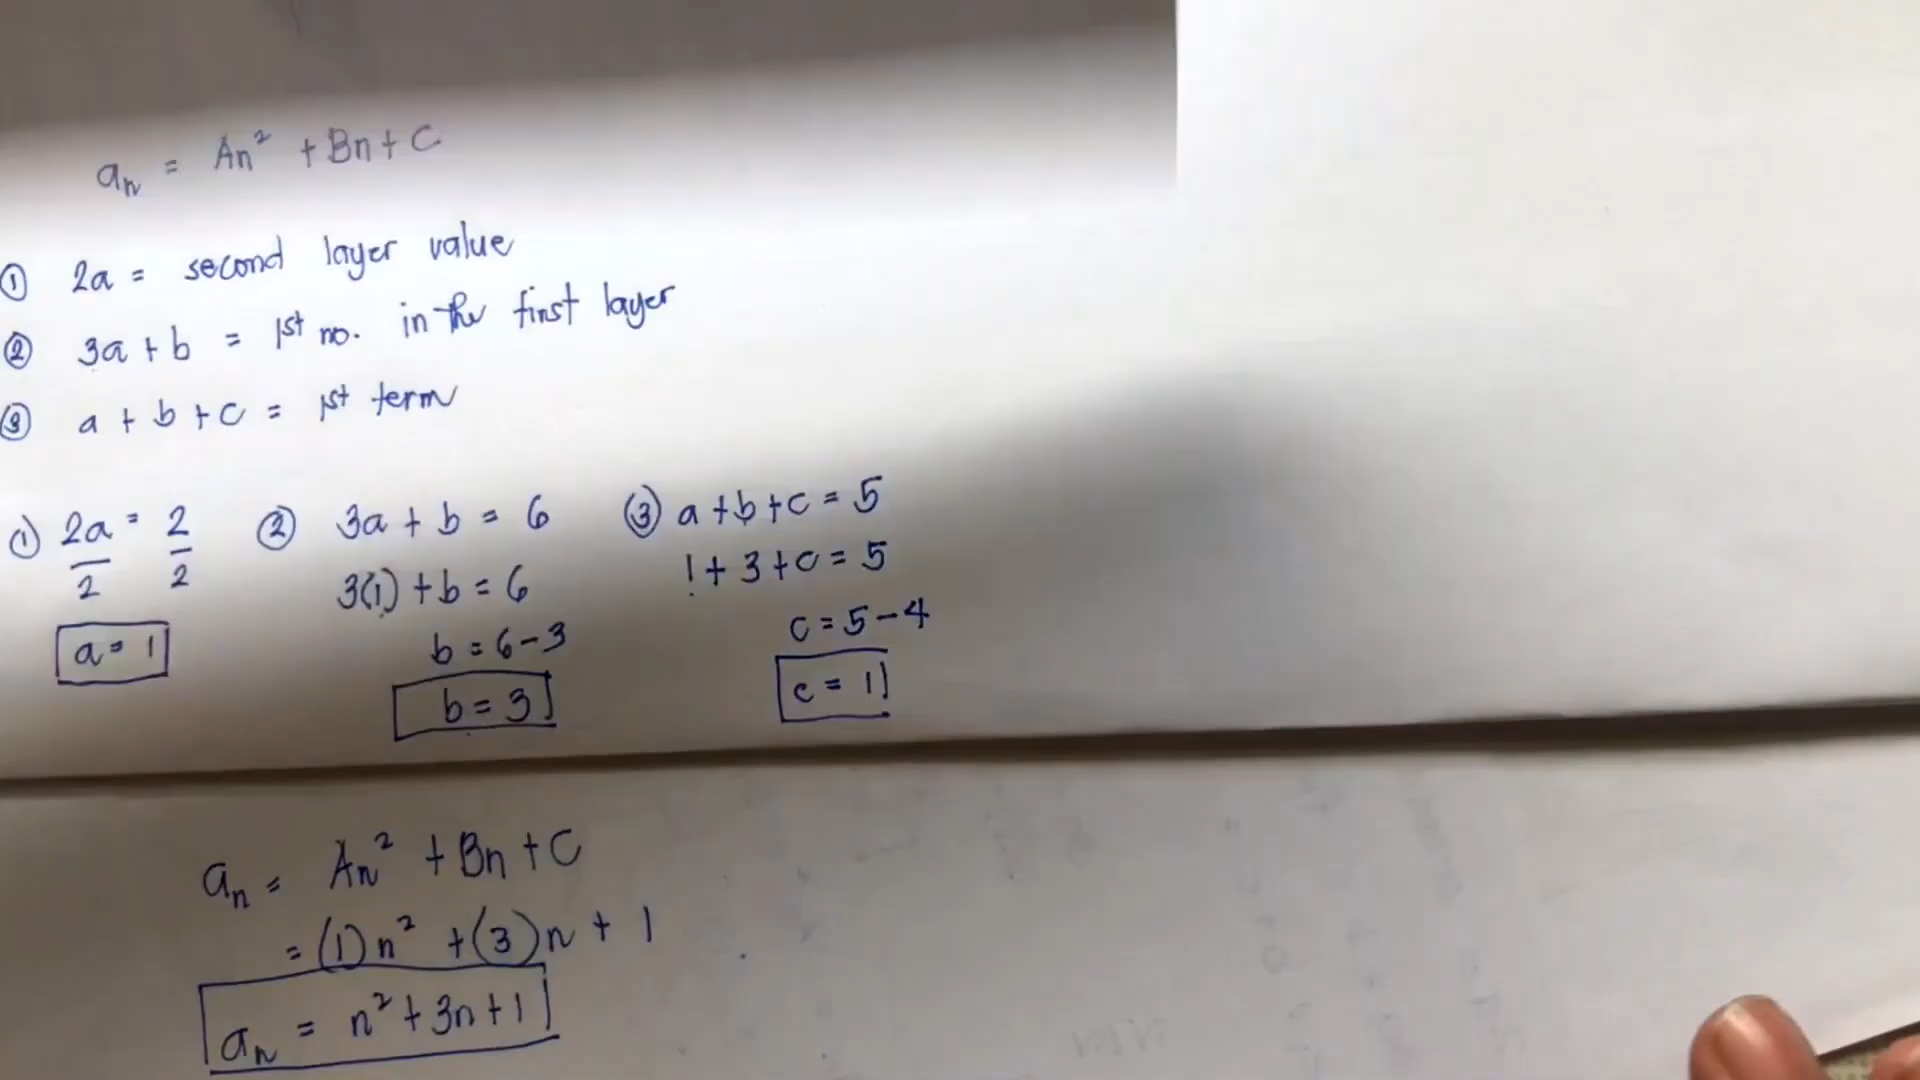 aₙ = An² + Bn + C
① 2a = second layer value
② 3a + b = 1st no. in the first layer
③ a + b + c = 1st term
① 2a/2 = 2/2
a = 1
② 3a + b = 6
3(1) + b = 6
b = 6 - 3
b = 3
③ a + b + c = 5
1 + 3 + c = 5
c = 5 - 4
c = 1
aₙ = An² + Bn + C
= (1)n² + (3)n + 1
aₙ = n² + 3n + 1